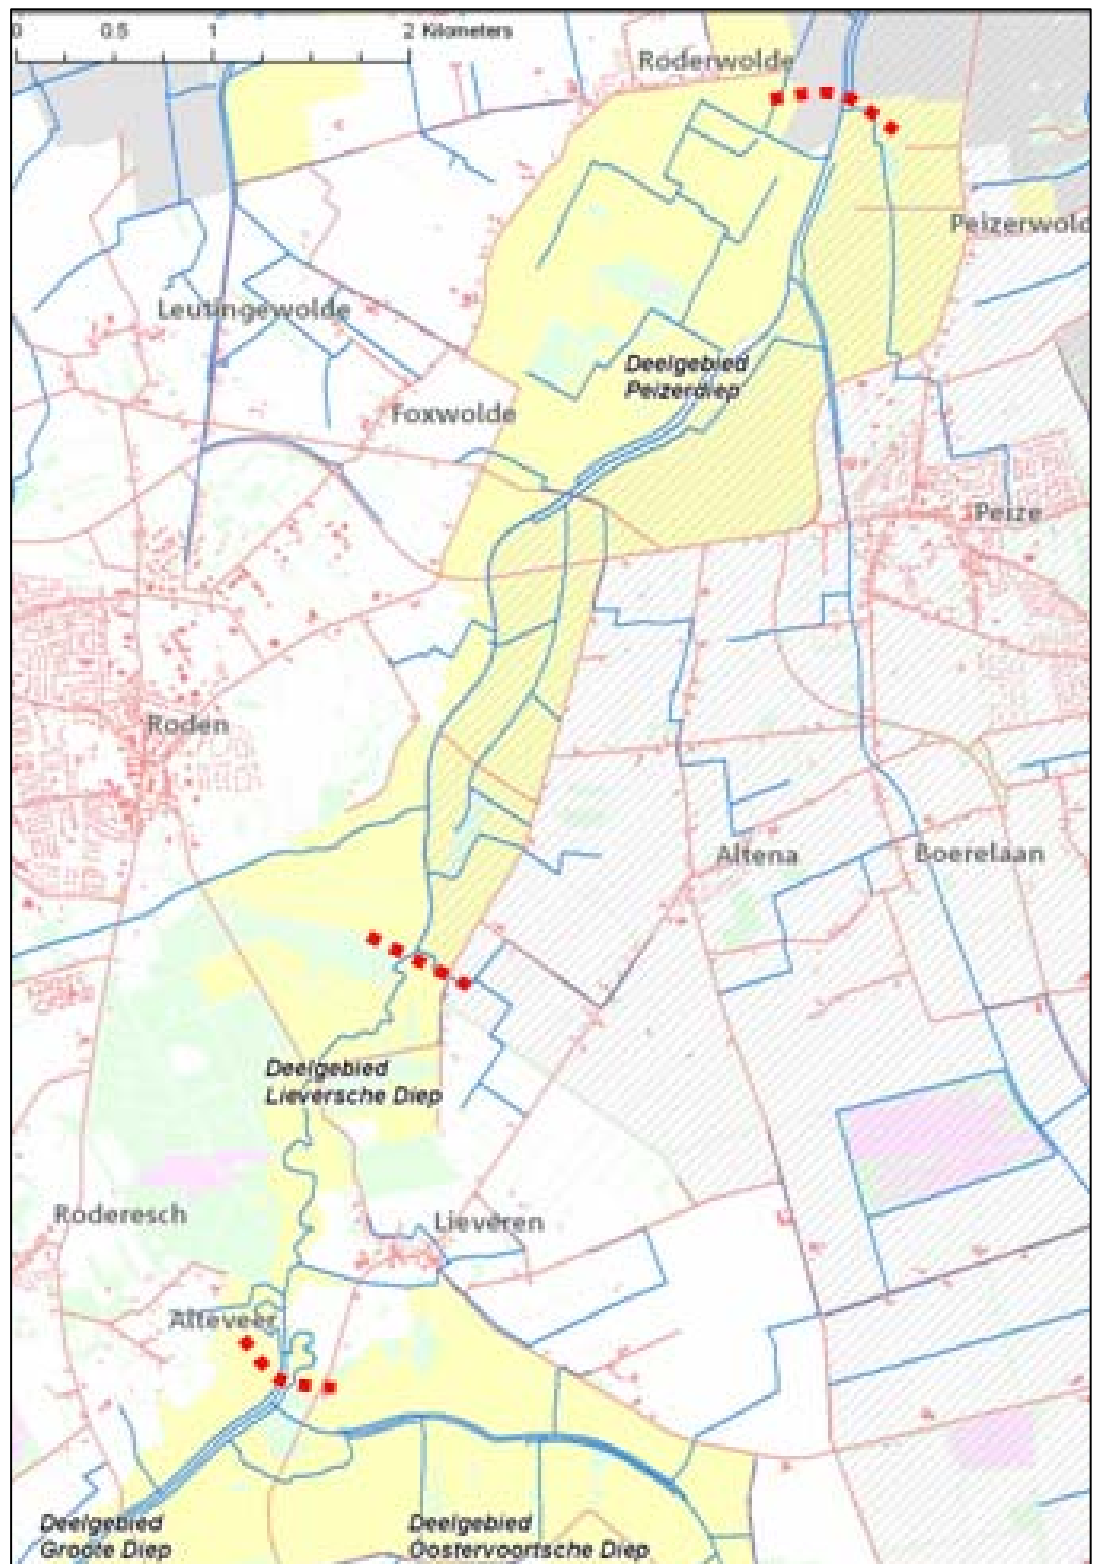 0 0.5 1 2 Kilometers
Roderwolde
Peizerwold
Leutingewolde
Deelgebied
Peizerdiep
Foxwolde
Peize
Roden
Altena
Boerelaan
Deelgebied
Lieversche Diep
Roderesch
Lieveren
Alteveer
Deelgebied
Groote Diep
Deelgebied
Oostervoortsche Diep